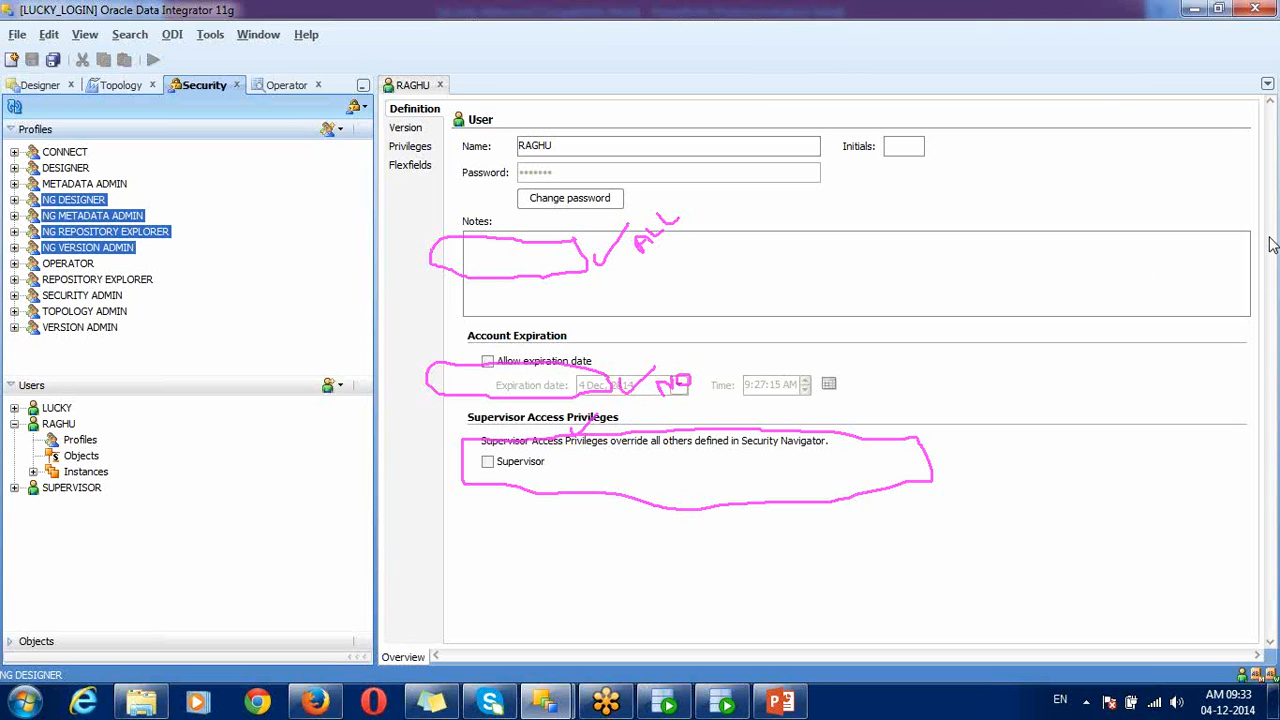 [LUCKY_LOGIN] Oracle Data Integrator 11g
File Edit View Search ODI Tools Window Help
Designer Topology Security Operator
Profiles
CONNECT
DESIGNER
METADATA ADMIN
NG DESIGNER
NG METADATA ADMIN
NG REPOSITORY EXPLORER
NG VERSION ADMIN
OPERATOR
REPOSITORY EXPLORER
SECURITY ADMIN
TOPOLOGY ADMIN
VERSION ADMIN
Users
LUCKY
RAGHU
Profiles
Objects
Instances
SUPERVISOR
Objects
NG DESIGNER
RAGHU
Definition
Version
Privileges
Flexfields
User
Name: RAGHU Initials:
Password: •••••••
Change password
Notes:
ALL
Account Expiration
Allow expiration date
Expiration date: 4 Dec, 2014 Time: 9:27:15 AM
NO
Supervisor Access Privileges
Supervisor Access Privileges override all others defined in Security Navigator.
Supervisor
Overview
EN
AM 09:33
04-12-2014